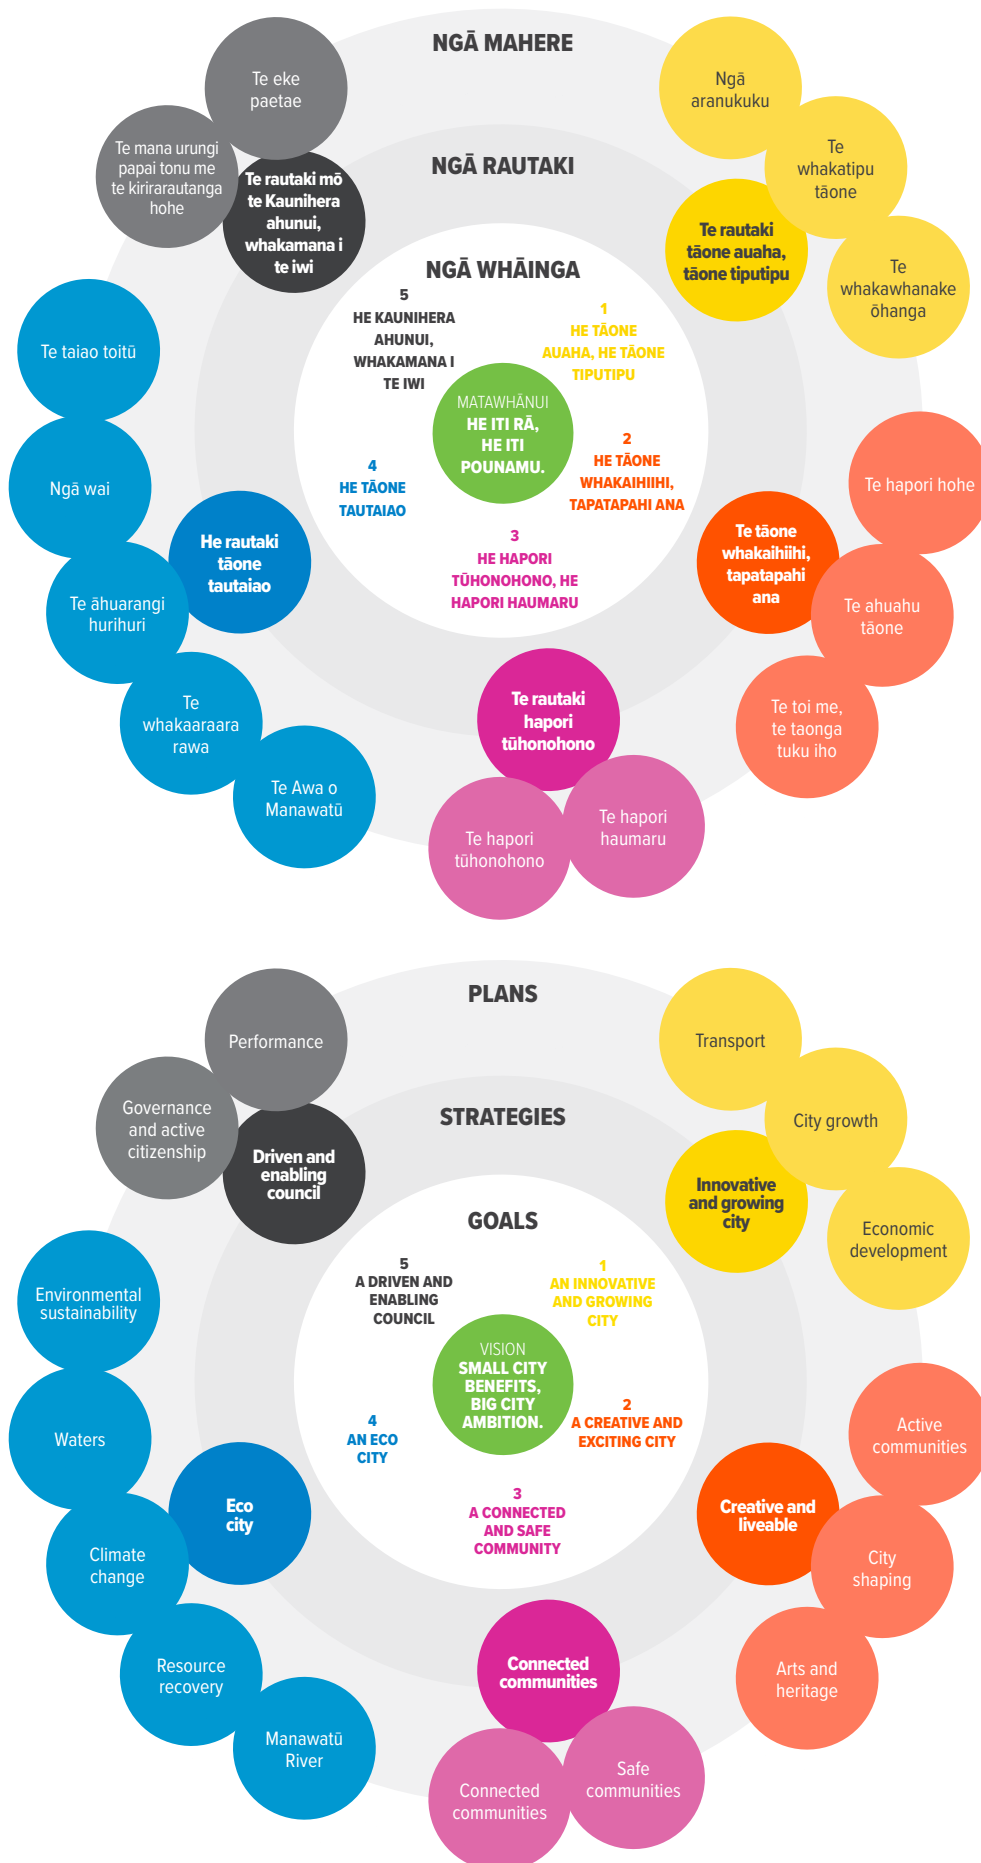 NGĀ MAHERE
Te eke
paetae
Te mana urungi
papai tonu me
te kirirarautanga
hohe
Ngā
aranukuku
Te
whakatipu
tāone
Te
whakawhanake
ōhanga
NGĀ RAUTAKI
Te rautaki mō
te Kaunihera
ahunui,
whakamana i
te iwi
Te rautaki
tāone auaha,
tāone tiputipu
NGĀ WHĀINGA
5
HE KAUNIHERA
AHUNUI,
WHAKAMANA I
TE IWI
1
HE TĀONE
AUAHA, HE TĀONE
TIPUTIPU
MATAWHĀNUI
HE ITI RĀ,
HE ITI
POUNAMU.
2
HE TĀONE
WHAKAIHIIHI,
TAPATAPAHI ANA
4
HE TĀONE
TAUTAIAO
3
HE HAPORI
TŪHONOHONO, HE
HAPORI HAUMARU
Te taiao toitū
Ngā wai
He rautaki
tāone
tautaiao
Te āhuarangi
hurihuri
Te
whakaaraara
rawa
Te Awa o
Manawatū
Te hapori hohe
Te tāone
whakaihiihi,
tapatapahi
ana
Te ahuahu
tāone
Te toi me,
te taonga
tuku iho
Te rautaki
hapori
tūhonohono
Te hapori
tūhonohono
Te hapori
haumaru
PLANS
Performance
Governance
and active
citizenship
Transport
City growth
Economic
development
STRATEGIES
Driven and
enabling
council
Innovative
and growing
city
GOALS
5
A DRIVEN AND
ENABLING
COUNCIL
1
AN INNOVATIVE
AND GROWING
CITY
VISION
SMALL CITY
BENEFITS,
BIG CITY
AMBITION.
2
A CREATIVE AND
EXCITING CITY
4
AN ECO
CITY
3
A CONNECTED
AND SAFE
COMMUNITY
Environmental
sustainability
Waters
Eco
city
Climate
change
Resource
recovery
Manawatū
River
Active
communities
Creative and
liveable
City
shaping
Arts and
heritage
Connected
communities
Connected
communities
Safe
communities